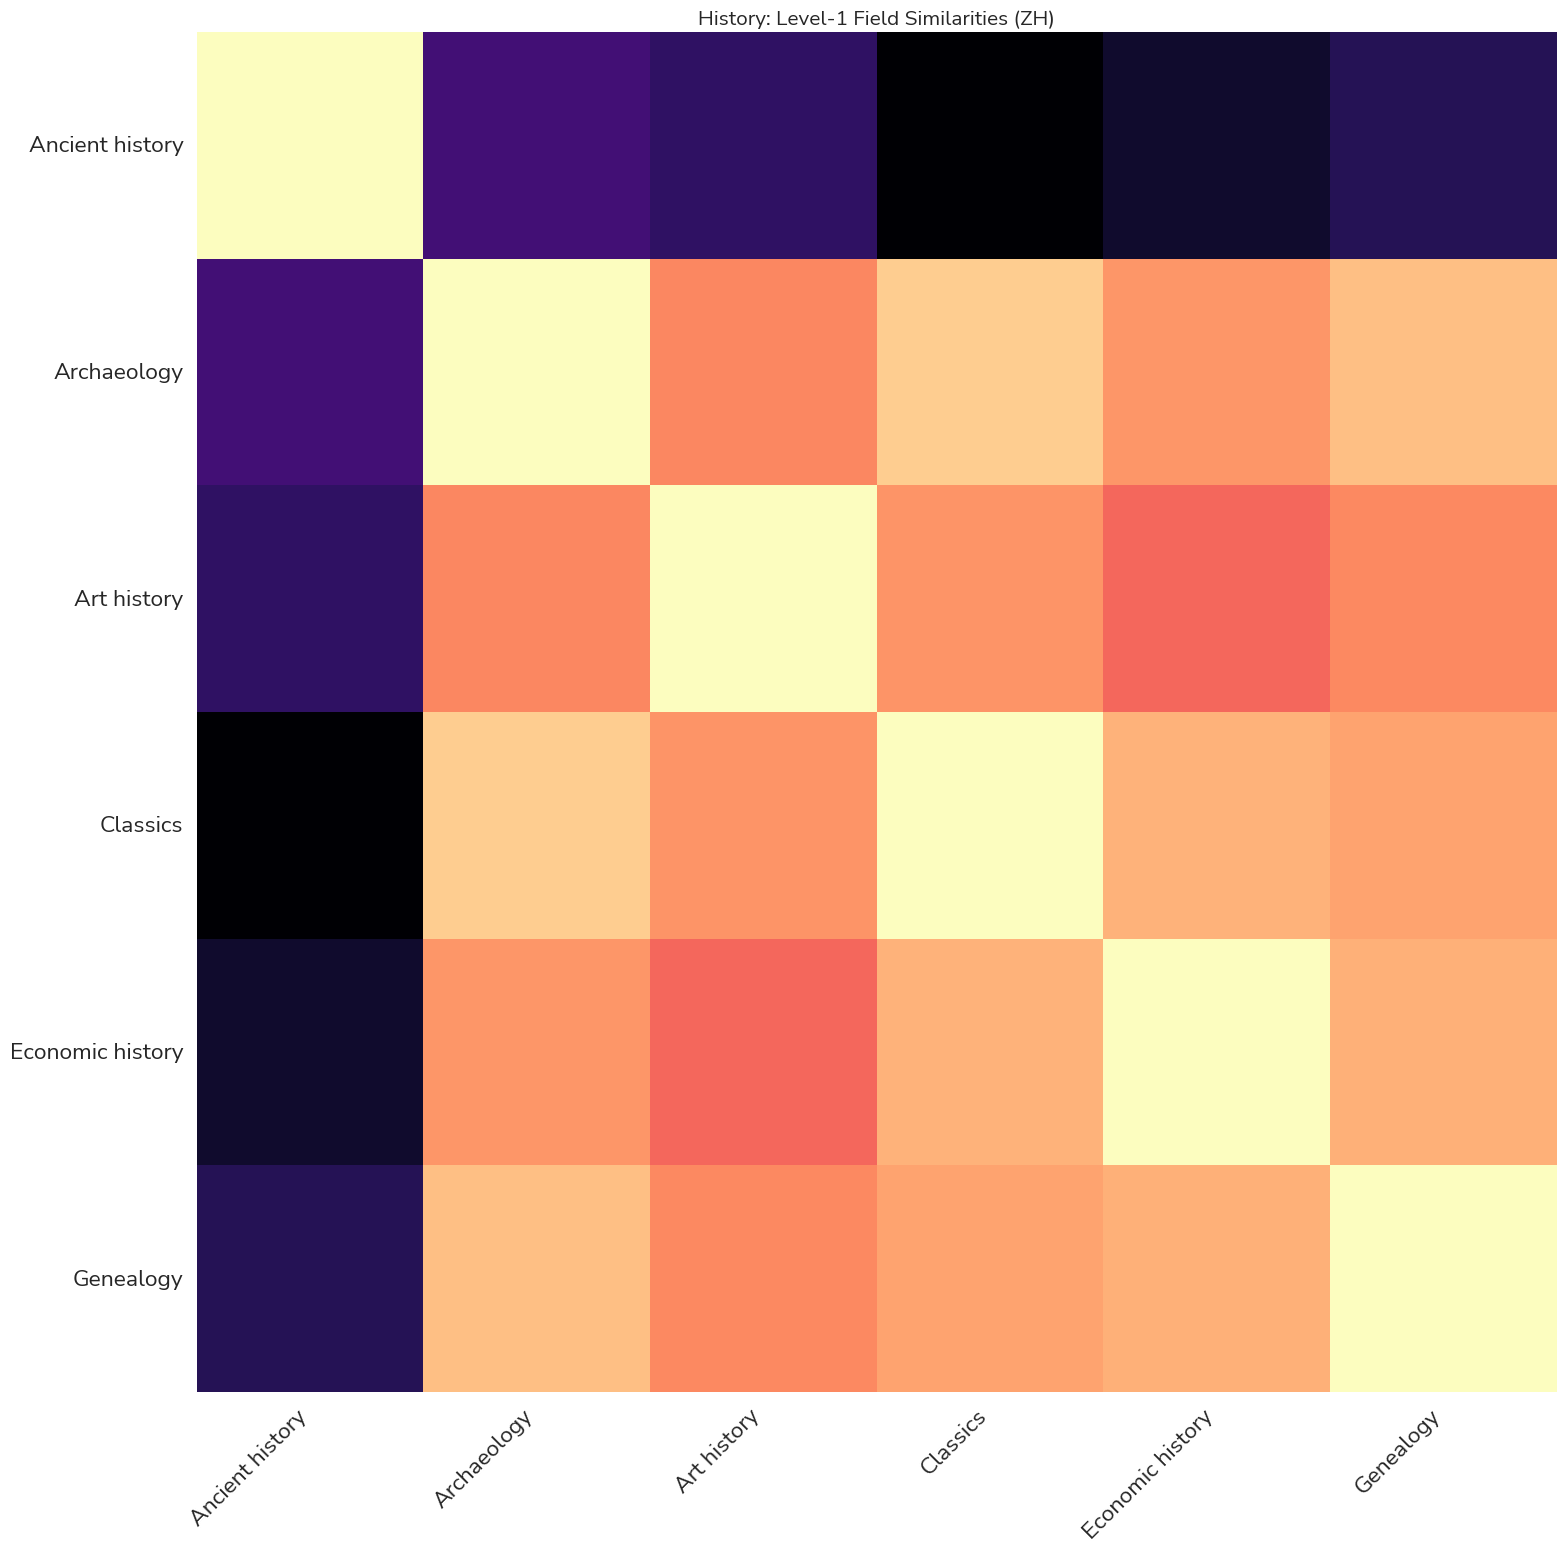 History: Level-1 Field Similarities (ZH)
Ancient history
Archaeology
Art history
Classics
Economic history
Genealogy
Ancient history
Archaeology
Art history
Classics
Economic history
Genealogy